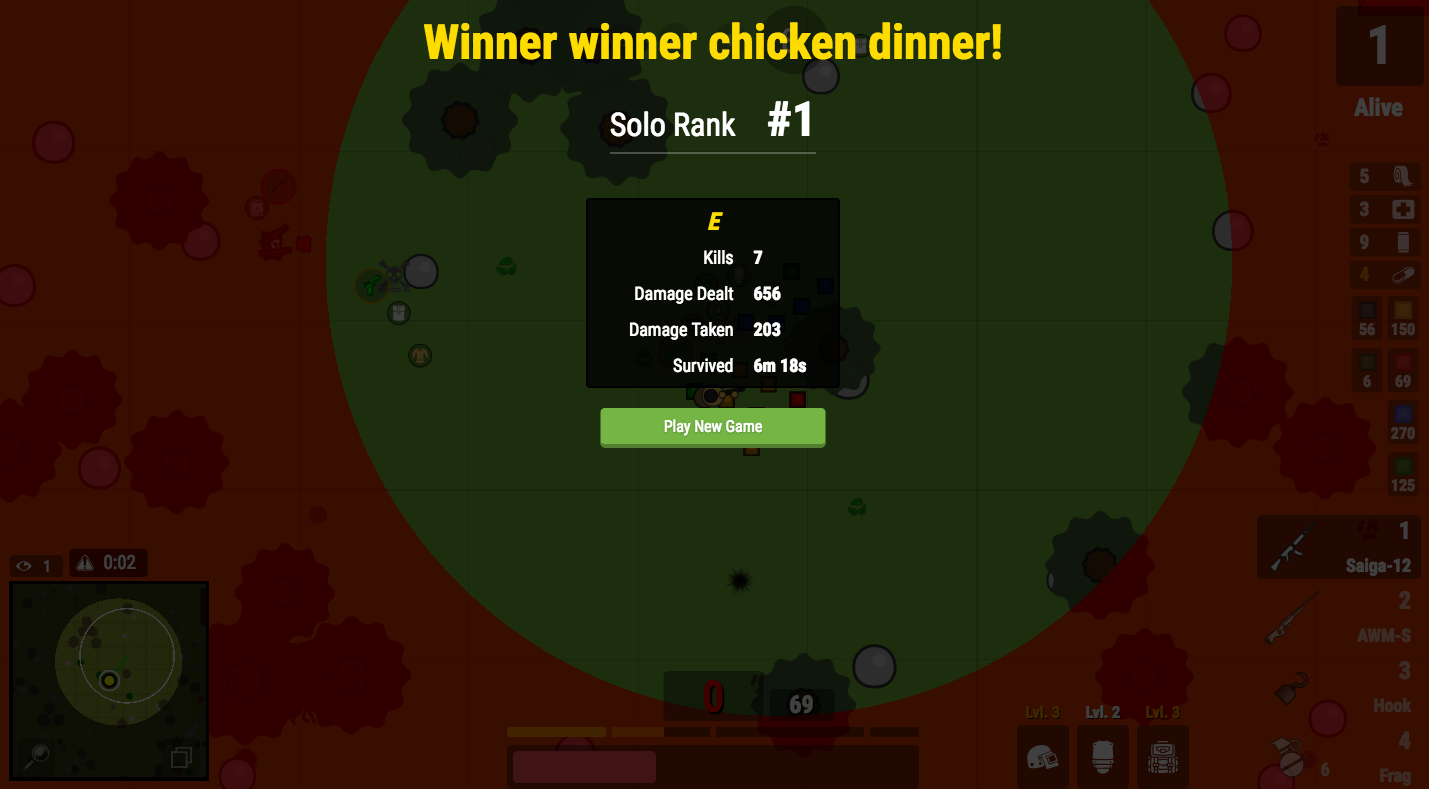 Winner winner chicken dinner!
Solo Rank #1
E
Kills 7
Damage Dealt 656
Damage Taken 203
Survived 6m 18s
Play New Game
1
Alive
5
3
9
4
56 150
6 69
270
125
1
Saiga-12
2
AWM-S
3
Hook
4
6
Frag
1 0:02
0 69
Lvl. 3 Lvl. 2 Lvl. 3